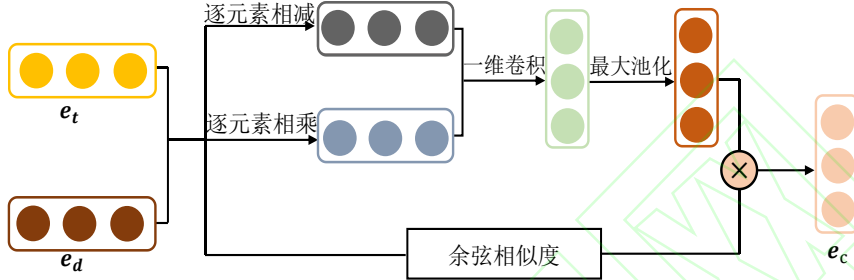 逐元素相减
一维卷积
最大池化
e_t
逐元素相乘
×
e_d
余弦相似度
e_c